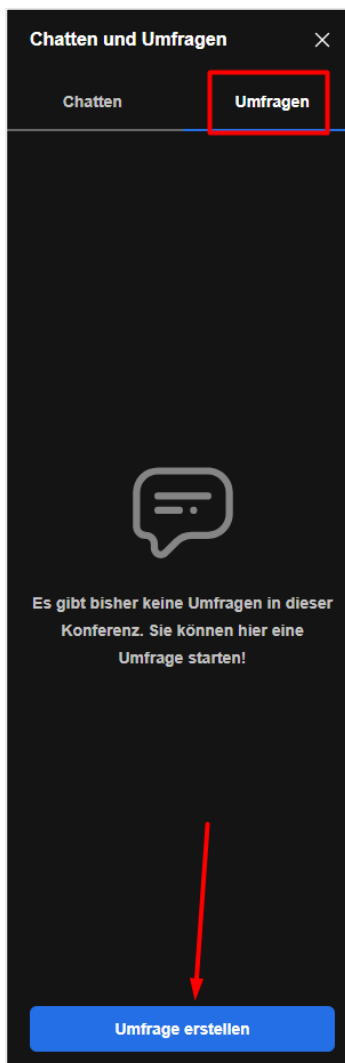 Chatten und Umfragen
Chatten
Umfragen
Es gibt bisher keine Umfragen in dieser
Konferenz. Sie können hier eine
Umfrage starten!
Umfrage erstellen